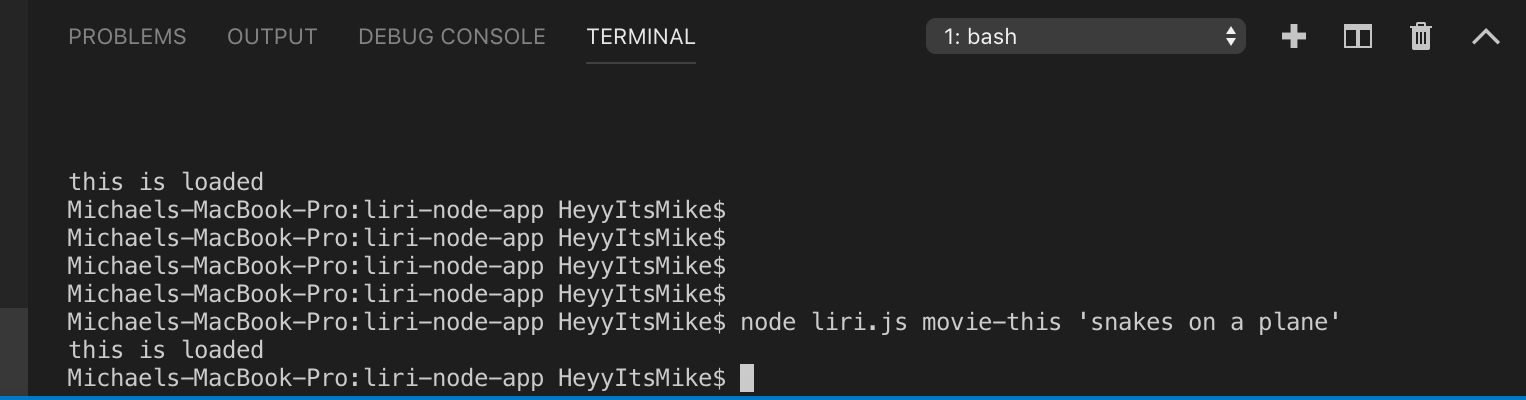 PROBLEMS OUTPUT DEBUG CONSOLE TERMINAL 1: bash
this is loaded
Michaels-MacBook-Pro:liri-node-app HeyyItsMike$
Michaels-MacBook-Pro:liri-node-app HeyyItsMike$
Michaels-MacBook-Pro:liri-node-app HeyyItsMike$
Michaels-MacBook-Pro:liri-node-app HeyyItsMike$
Michaels-MacBook-Pro:liri-node-app HeyyItsMike$ node liri.js movie-this 'snakes on a plane'
this is loaded
Michaels-MacBook-Pro:liri-node-app HeyyItsMike$